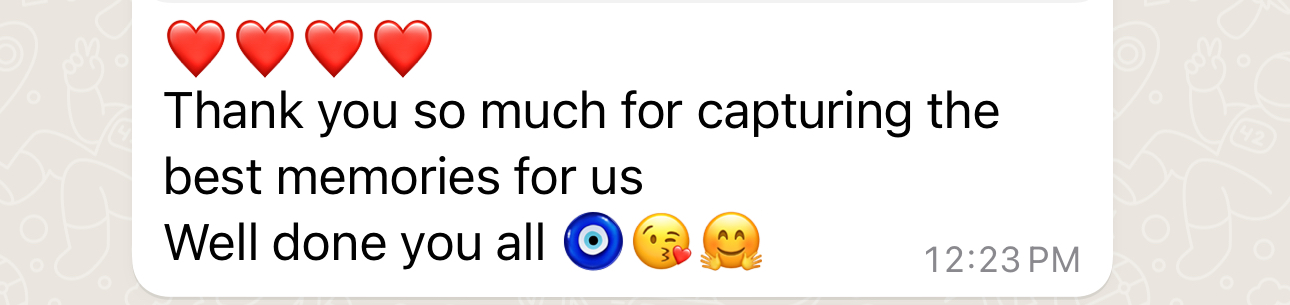 ❤️❤️❤️❤️
Thank you so much for capturing the
best memories for us
Well done you all 🧿😘🤗
12:23 PM